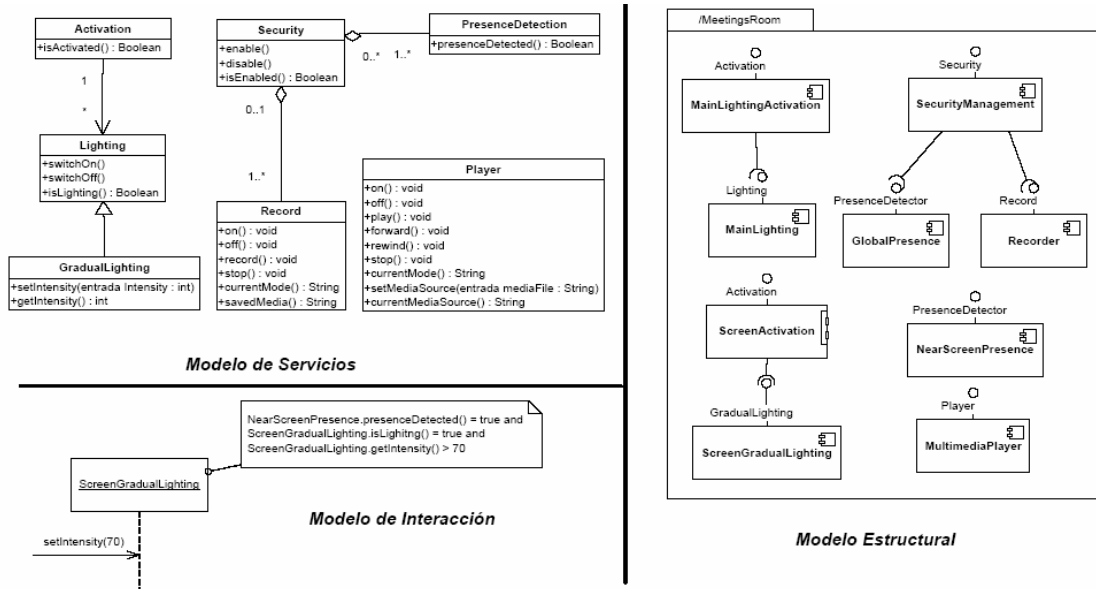 Activation
+isActivated() : Boolean
1
*
Lighting
+switchOn()
+switchOff()
+isLighting() : Boolean
GradualLighting
+setIntensity(entrada Intensity : int)
+getIntensity() : int
Security
+enable()
+disable()
+isEnabled() : Boolean
0..*
1..*
PresenceDetection
+presenceDetected() : Boolean
0..1
1..*
Record
+on() : void
+off() : void
+record() : void
+stop() : void
+currentMode() : String
+savedMedia() : String
Player
+on() : void
+off() : void
+play() : void
+forward() : void
+rewind() : void
+stop() : void
+currentMode() : String
+setMediaSource(entrada mediaFile : String)
+currentMediaSource() : String
Modelo de Servicios
NearScreenPresence.presenceDetected() = true and
ScreenGradualLighting.isLighitng() = true and
ScreenGradualLighting.getIntensity() > 70
ScreenGradualLighting
setIntensity(70)
Modelo de Interacción
/MeetingsRoom
Activation
MainLightingActivation
Lighting
MainLighting
Security
SecurityManagement
PresenceDetector
GlobalPresence
Record
Recorder
Activation
ScreenActivation
GradualLighting
ScreenGradualLighting
PresenceDetector
NearScreenPresence
Player
MultimediaPlayer
Modelo Estructural